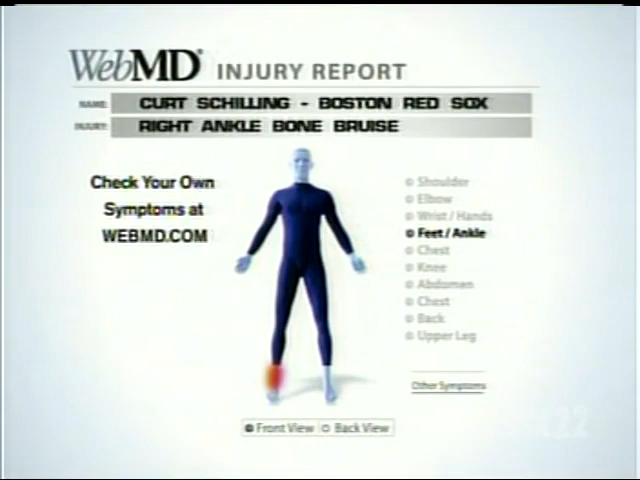 WebMD® INJURY REPORT
NAME: CURT SCHILLING - BOSTON RED SOX
INJURY: RIGHT ANKLE BONE BRUISE
Check Your Own
Symptoms at
WEBMD.COM
Shoulder
Elbow
Wrist / Hands
Feet / Ankle
Chest
Knee
Abdomen
Chest
Back
Upper Leg
Other Symptoms
Front View Back View